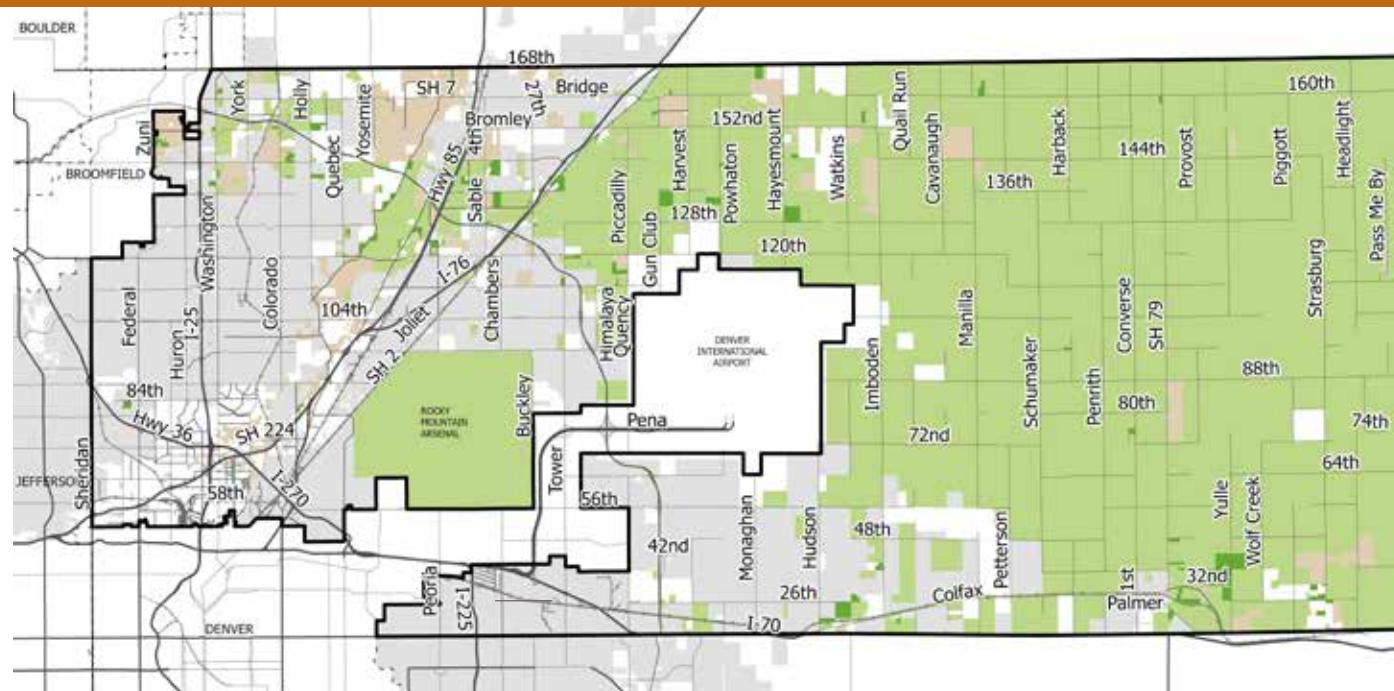 BOULDER
168th
York
Holly
Yosemite
SH 7
27th
Bridge
Quail Run
160th
Zuni
Quebec
Bromley
4th
Hwy 85
152nd
Harvest
Hayesmount
Watkins
Cavanaugh
Harback
144th
Provost
Piggott
Headlight
BROOMFIELD
Washington
Sable
Piccadilly
Powhaton
136th
Pass Me By
128th
Gun Club
120th
Federal
Huron
I-25
Colorado
104th
I-76
Joliet
SH 2
Chambers
Himalaya
Quency
DENVER
INTERNATIONAL
AIRPORT
Imboden
Manilla
Schumaker
Converse
SH 79
Strasburg
88th
84th
Hwy 36
SH 224
ROCKY
MOUNTAIN
ARSENAL
Buckley
Pena
72nd
Penrith
80th
74th
64th
JEFFERSO
Sheridan
58th
I-270
Tower
56th
42nd
Monaghan
Hudson
48th
Petterson
Yulle
Wolf Creek
Peoria
I-225
26th
I-70
Colfax
1st
Palmer
32nd
DENVER